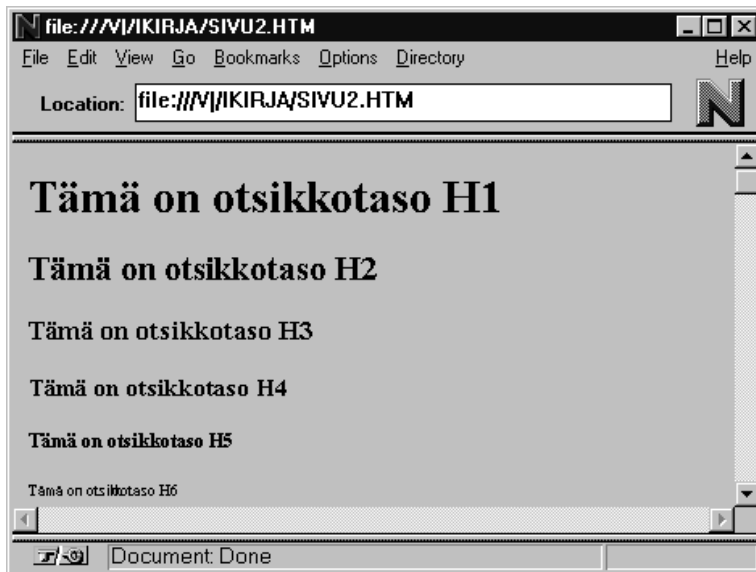 N file:///V|/IKIRJA/SIVU2.HTM
File Edit View Go Bookmarks Options Directory Help
Location: file:///V|/IKIRJA/SIVU2.HTM N
Tämä on otsikkotaso H1
Tämä on otsikkotaso H2
Tämä on otsikkotaso H3
Tämä on otsikkotaso H4
Tämä on otsikkotaso H5
Tämä on otsikkotaso H6
Document: Done